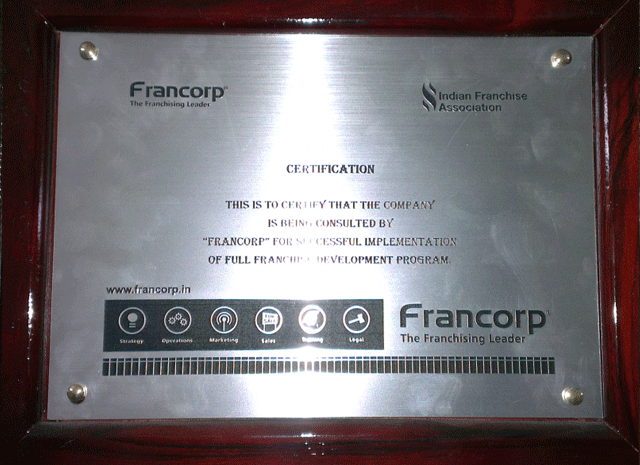 Francorp
The Franchising Leader
Indian Franchise
Association
CERTIFICATION
THIS IS TO CERTIFY THAT THE COMPANY
IS BEING CONSULTED BY
"FRANCORP" FOR SUCCESSFUL IMPLEMENTATION
OF FULL FRANCHISE DEVELOPMENT PROGRAM.
www.francorp.in
Strategy Operations Marketing Sales Training Legal
Francorp
The Franchising Leader